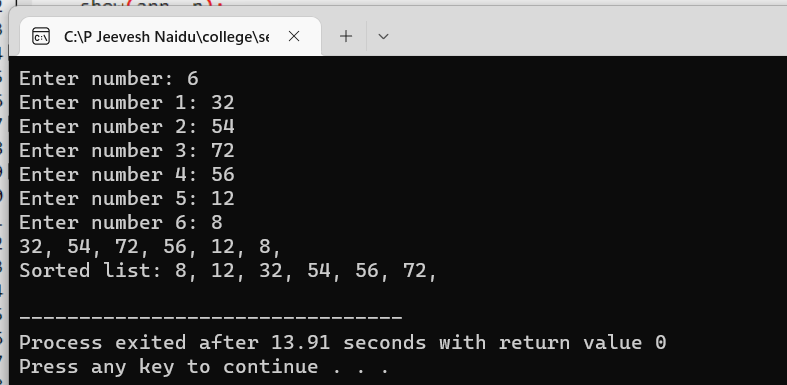 show(arr, n);
C:\P Jeevesh Naidu\college\se
Enter number: 6
Enter number 1: 32
Enter number 2: 54
Enter number 3: 72
Enter number 4: 56
Enter number 5: 12
Enter number 6: 8
32, 54, 72, 56, 12, 8,
Sorted list: 8, 12, 32, 54, 56, 72,
--------------------------------
Process exited after 13.91 seconds with return value 0
Press any key to continue . . .